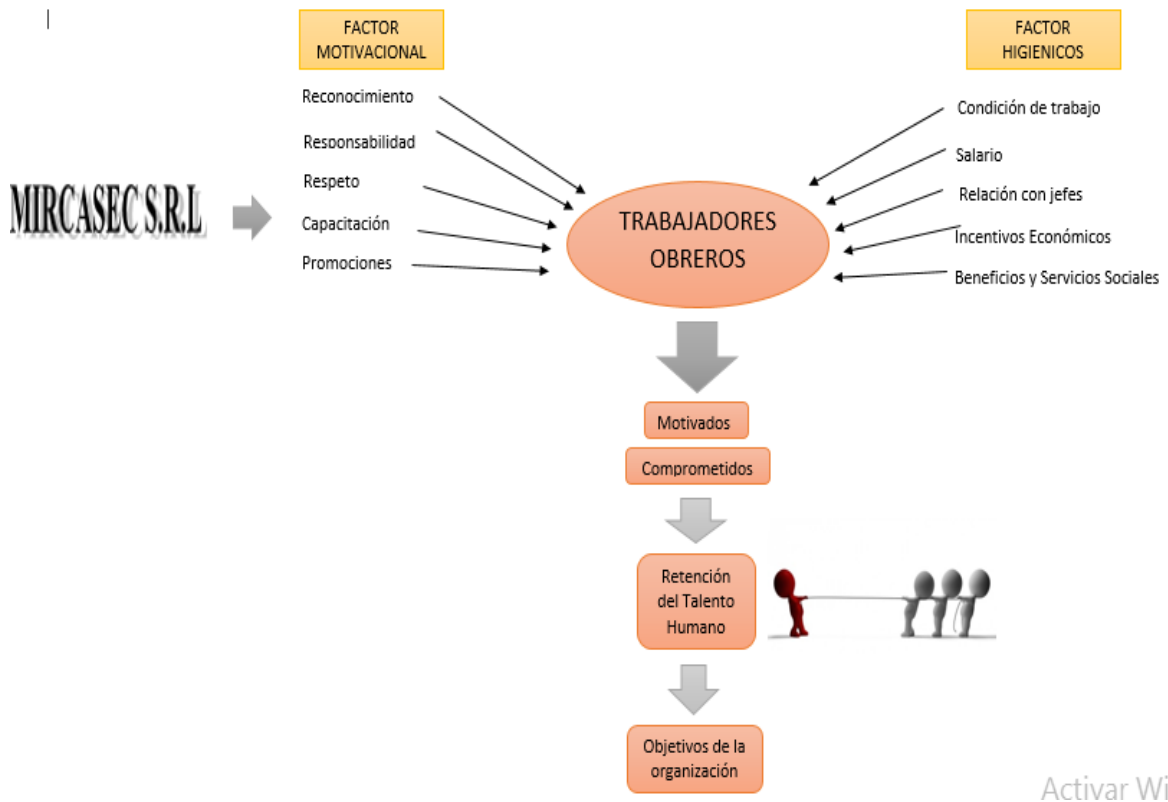 FACTOR
MOTIVACIONAL
Reconocimiento
Responsabilidad
Respeto
Capacitación
Promociones
MIRCASEC S.R.L
FACTOR
HIGIENICOS
Condición de trabajo
Salario
Relación con jefes
Incentivos Económicos
Beneficios y Servicios Sociales
TRABAJADORES
OBREROS
Motivados
Comprometidos
Retención
del Talento
Humano
Objetivos de la
organización
Activar Wi